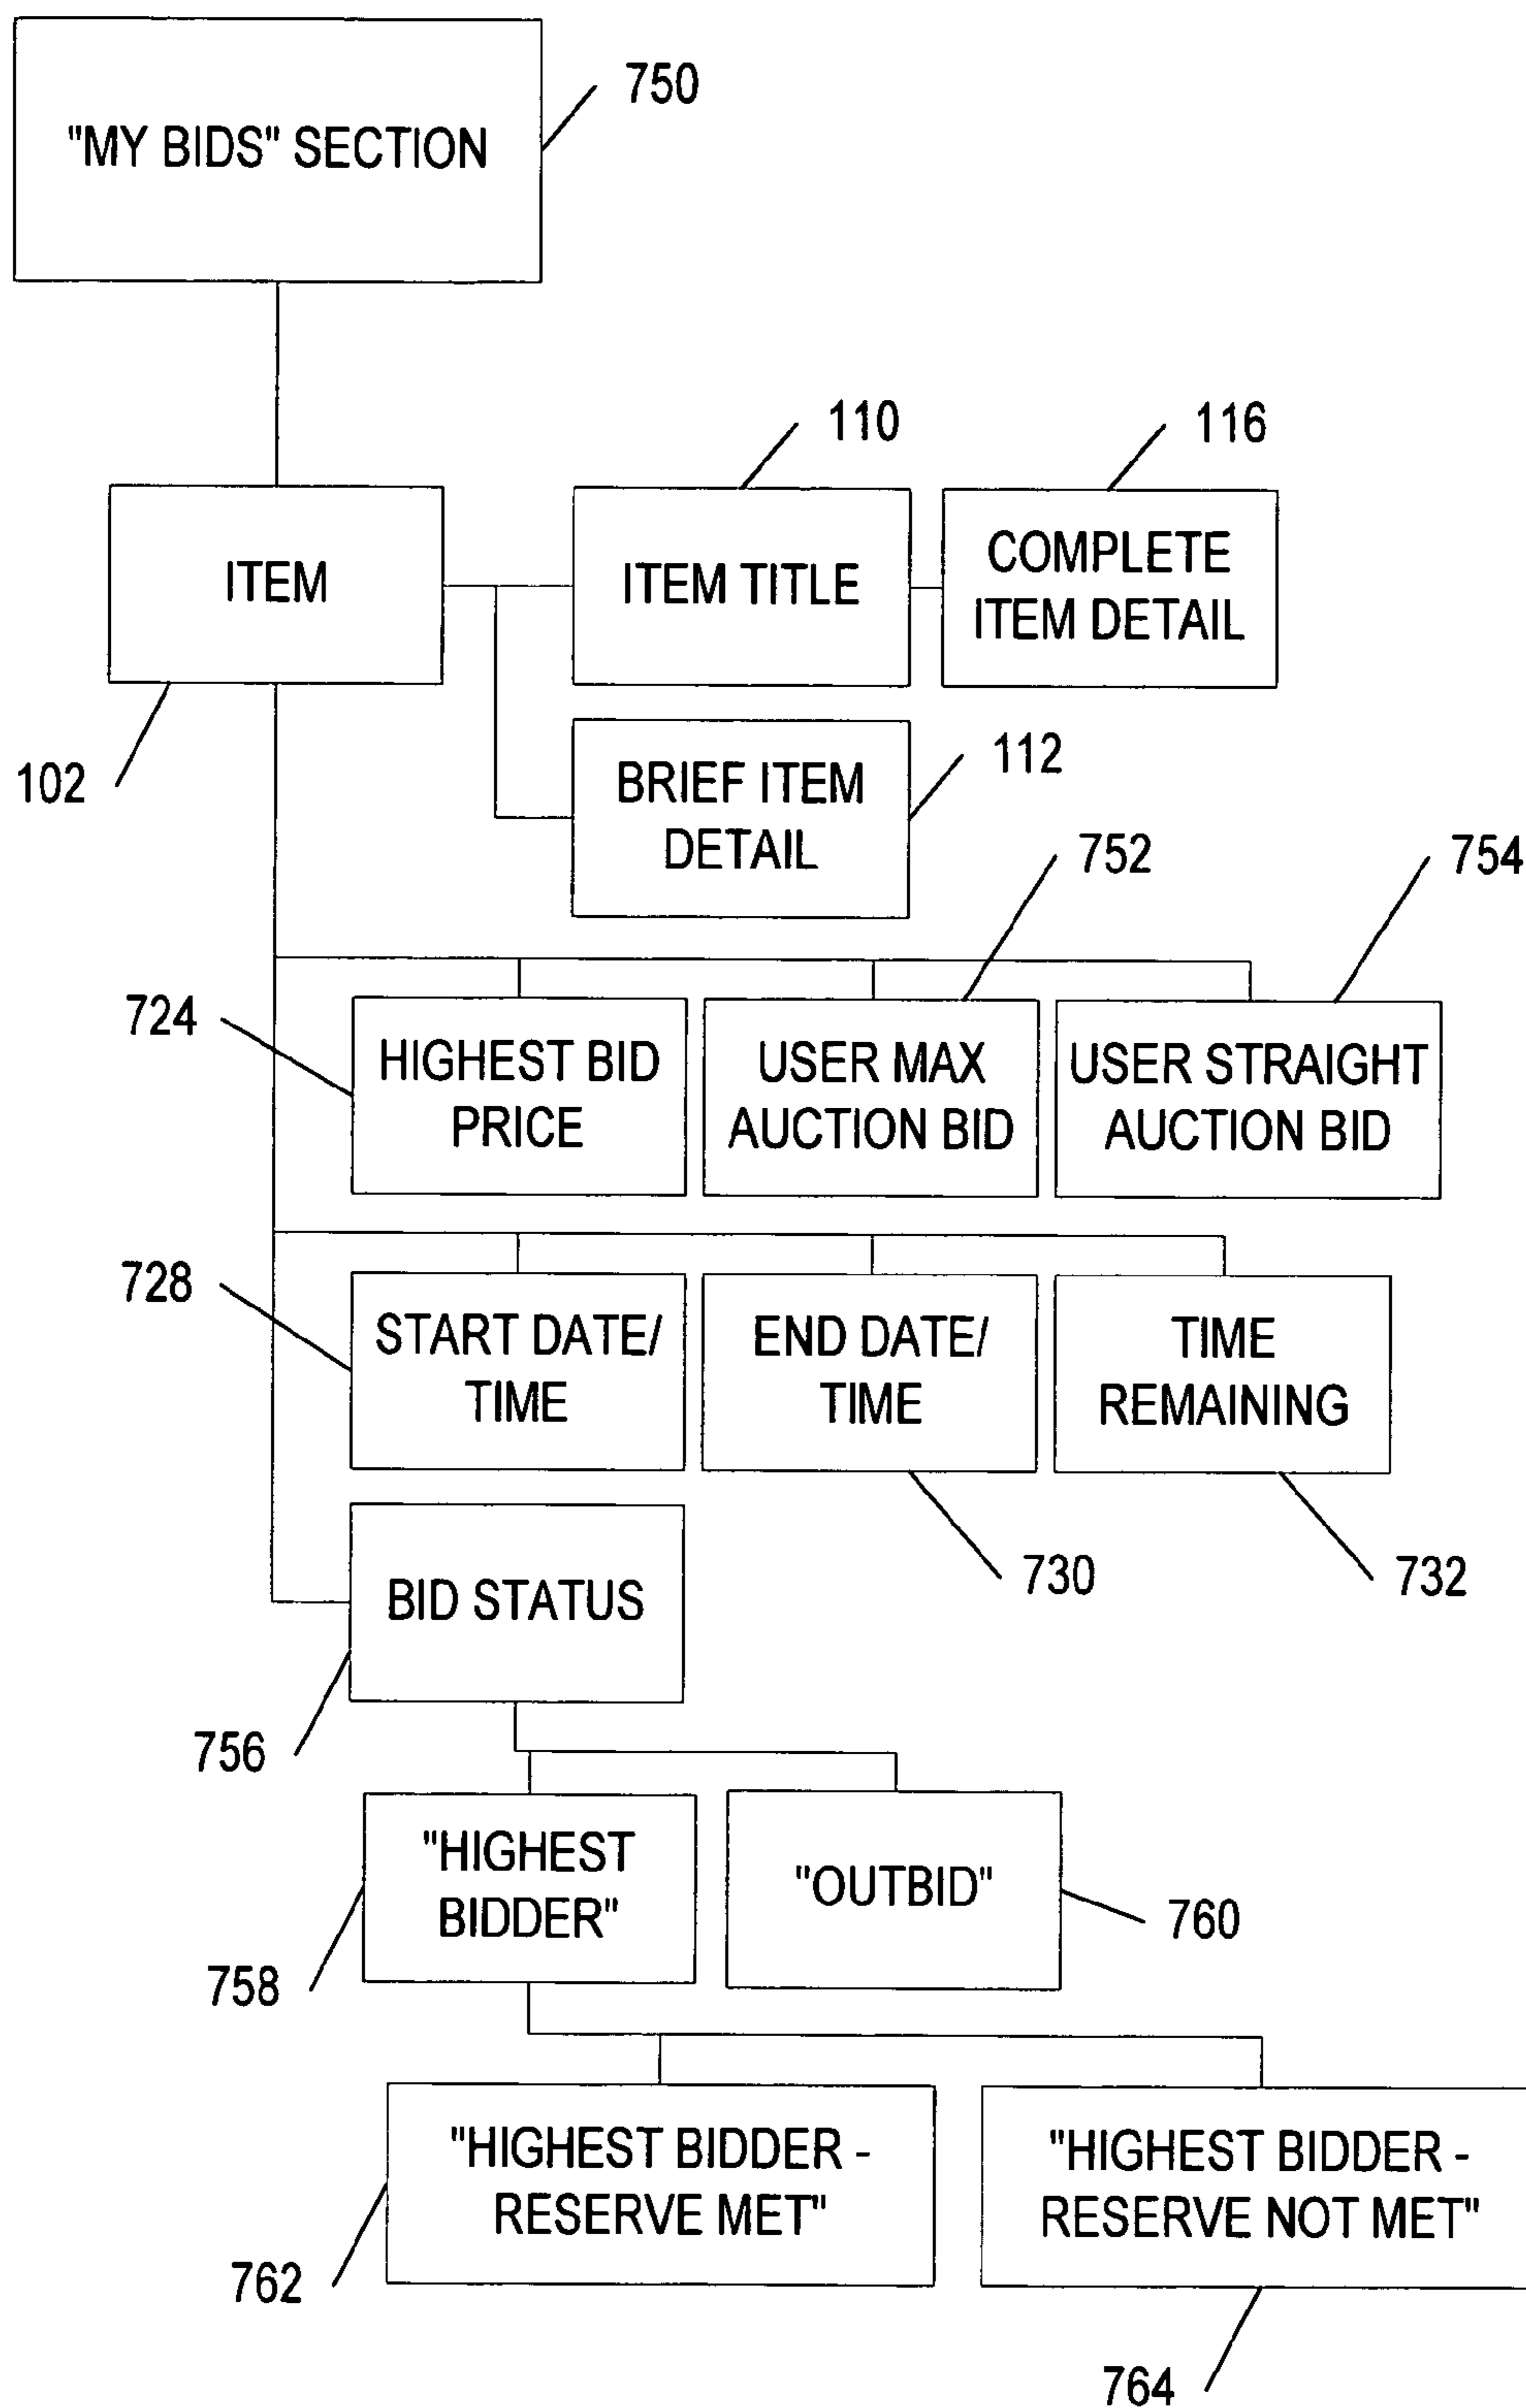 750
"MY BIDS" SECTION
110
116
ITEM
ITEM TITLE
COMPLETE
ITEM DETAIL
102
BRIEF ITEM
DETAIL
112
752
754
724
HIGHEST BID
PRICE
USER MAX
AUCTION BID
USER STRAIGHT
AUCTION BID
728
START DATE/
TIME
END DATE/
TIME
TIME
REMAINING
730
732
BID STATUS
756
"HIGHEST
BIDDER"
"OUTBID"
760
758
"HIGHEST BIDDER -
RESERVE MET"
"HIGHEST BIDDER -
RESERVE NOT MET"
762
764